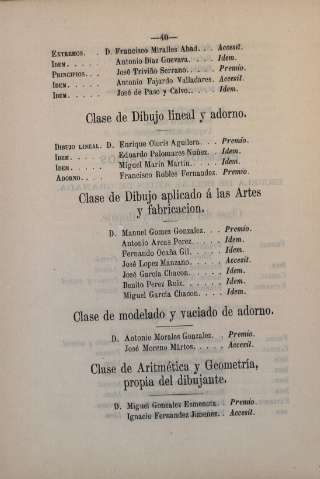 —40—
EXTREMOS. . D. Francisco Miralles Abad. . . Accesit.
IDEM. . . . Antonio Diaz Guevara. . . . Idem.
PRINCIPIOS. . . José Triviño Serrano. . . . Premio.
IDEM. . . . Antonio Fajardo Valladares. Accesit.
IDEM. . . . José de Paso y Calvo. . . Idem.
Clase de Dibujo lineal y adorno.
DIBUJO LINEAL. D. Enrique Oloris Aguilera. . Premio.
IDEM. . . . Eduardo Palomares Nuñez. . Idem.
IDEM. . . . Miguel Marin Martin. . . . Idem.
ADORNO. . . Francisco Robles Fernandez. Premio.
Clase de Dibujo aplicado á las Artes
y fabricacion.
D. Manuel Gomez Gonzalez. . . Premio.
Antonio Arcas Perez. . . . Idem.
Fernando Ocaña Gil. . . . Idem.
José Lopez Manzano. . . . Accesit.
José Garcia Chacon. . . . Idem.
Benito Perez Ruiz. . . . Idem.
Miguel Garcia Chacon. . . Idem.
Clase de modelado y vaciado de adorno.
D. Antonio Morales Gonzalez. . Premio.
José Moreno Mártos. . . . Accesit.
Clase de Aritmética y Geometría,
propia del dibujante.
D. Miguel Gonzalez Esmenota. . Premio.
Ignacio Fernandez Jimenez. . Accesit.